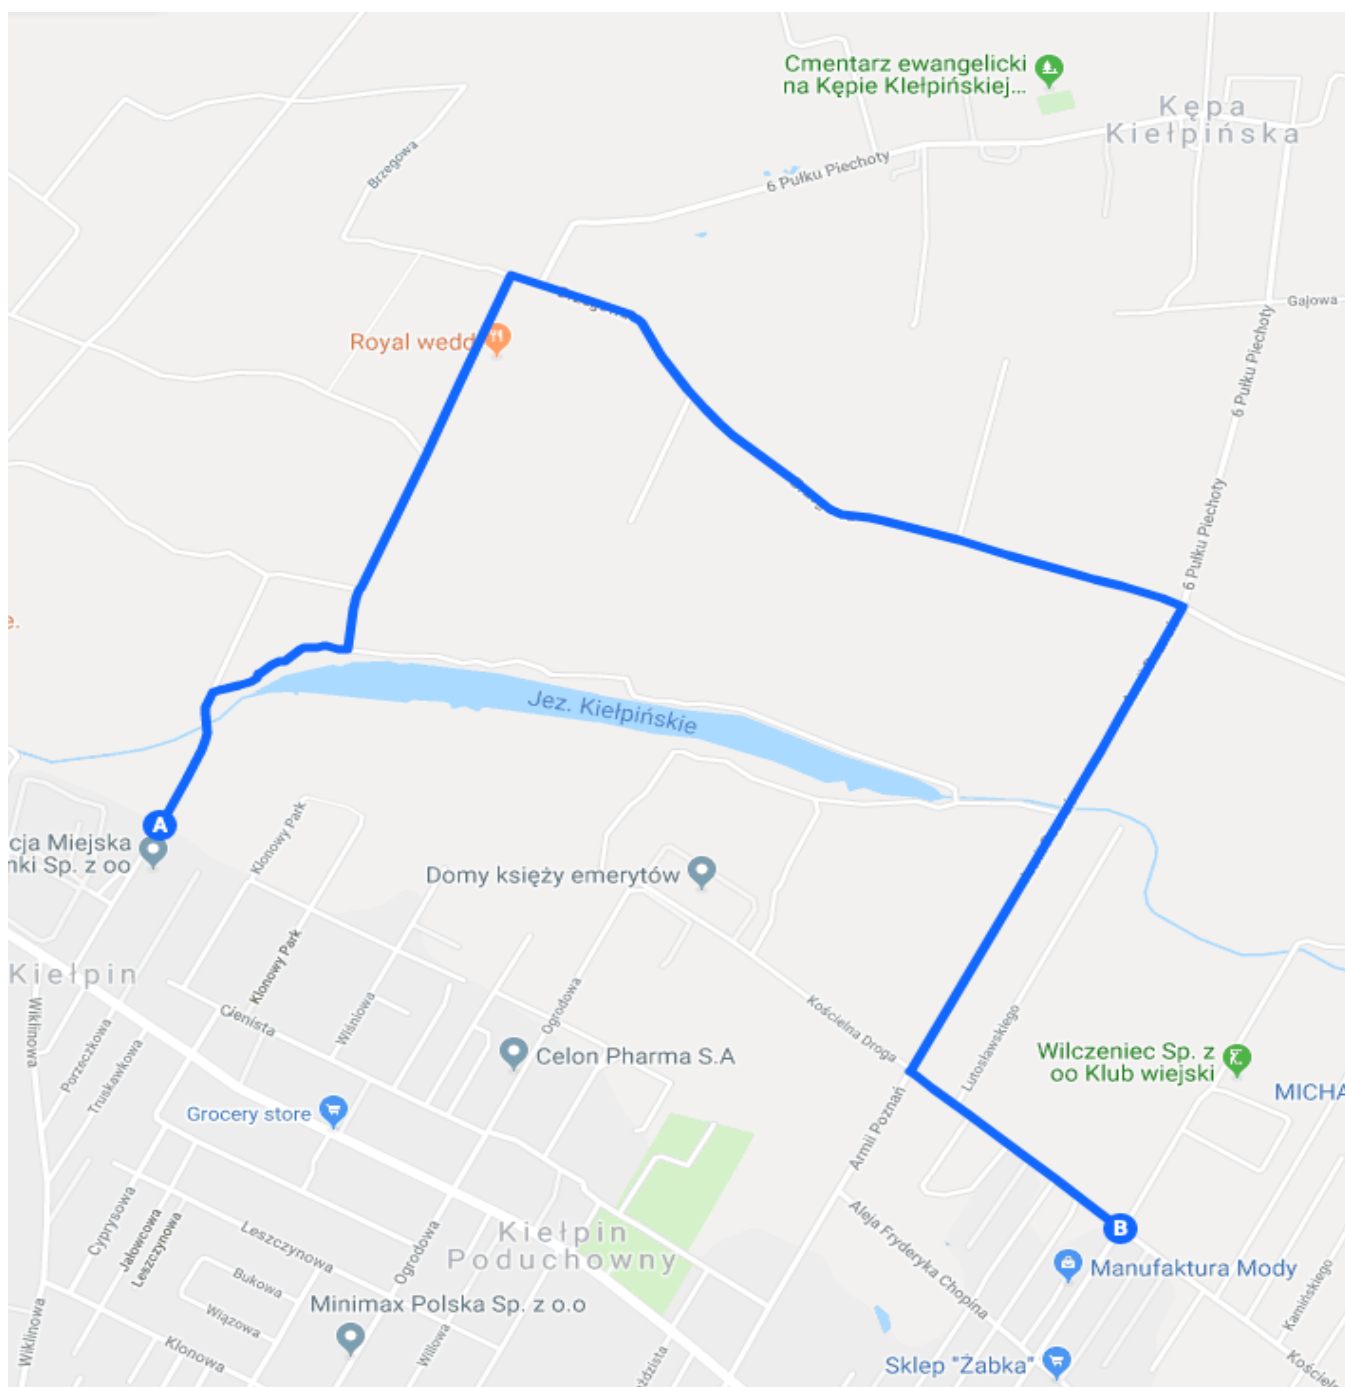 Cmentarz ewangelicki
na Kępie Klełpińskiej...
Kępa
Kiełpińska
Brzegowa
6 Pułku Piechoty
Gajowa
6 Pułku Piechoty
Royal wedd
6 Pułku Piechoty
e.
Jez. Kiełpińskie
A
cja Miejska
nki Sp. z oo
Klonowy Park
Domy księży emerytów
Kiełpin
Klonowy Park
Wiklinowa
Porzeczkowa
Truskawkowa
Cienista
Wiśniowa
Ogrodowa
Celon Pharma S.A
Kościelna Droga
Lutosławskiego
Wilczeniec Sp. z
oo Klub wiejski
MICHA
Grocery store
Armii Poznań
Aleja Fryderyka Chopina
B
Manufaktura Mody
Kamińskiego
Cyprysowa
Jałowcowa
Leszczynowa
Leszczynowa
Ogrodowa
Kiełpin
Poduchowny
Bukowa
Wiązowa
Minimax Polska Sp. z o.o
Klonowa
Willowa
Wiklinowa
Sklep "Żabka"